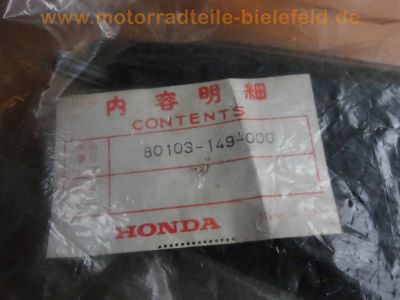 www.motorradteile-bielefeld.de
内容明細
CONTENTS
80103-149-000
HONDA